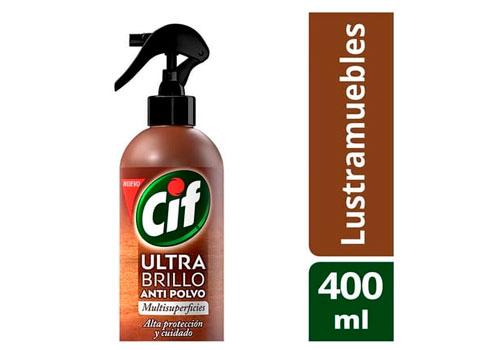 NUEVO
Cif
ULTRA
BRILLO
ANTI POLVO
Multisuperficies
Alta protección
y cuidado
Lustramuebles
400
ml